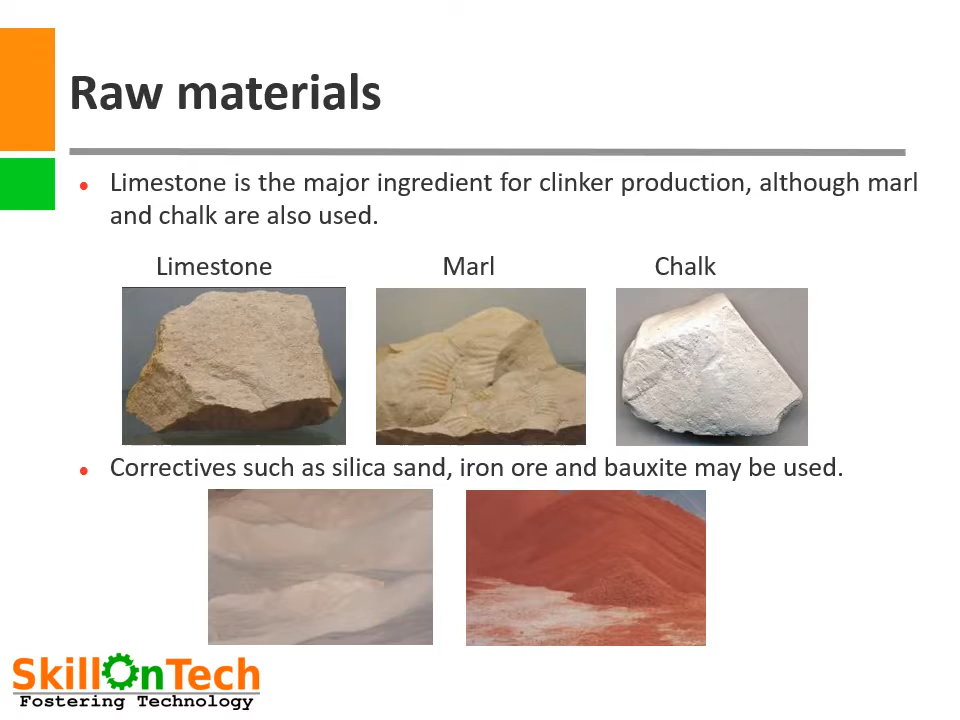 Raw materials
Limestone is the major ingredient for clinker production, although marl
and chalk are also used.
Limestone Marl Chalk
Correctives such as silica sand, iron ore and bauxite may be used.
SkillOnTech
Fostering Technology